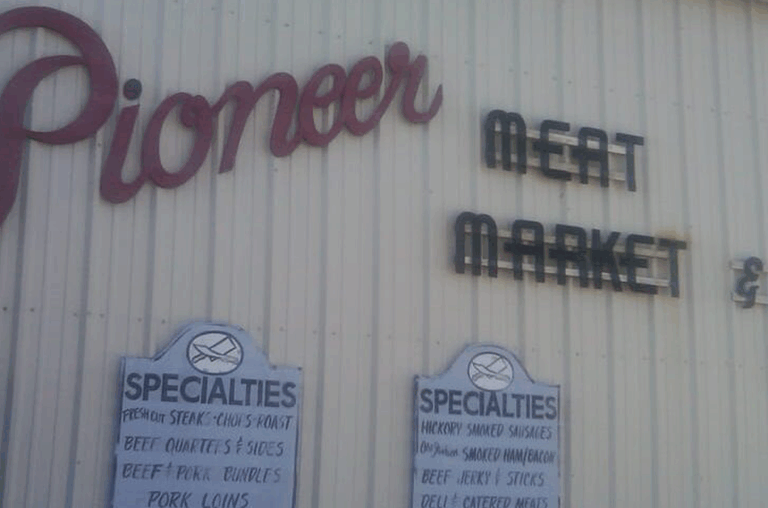 Pioneer
MEAT
MARKET &
SPECIALTIES
FRESH CUT STEAKS-CHOPS-ROAST
BEEF QUARTERS & SIDES
BEEF & PORK BUNDLES
PORK LOINS
SPECIALTIES
HICKORY SMOKED SAUSAGES
SMOKED HAM/BACON
BEEF JERKY & STICKS
DELI & CATERED MEATS